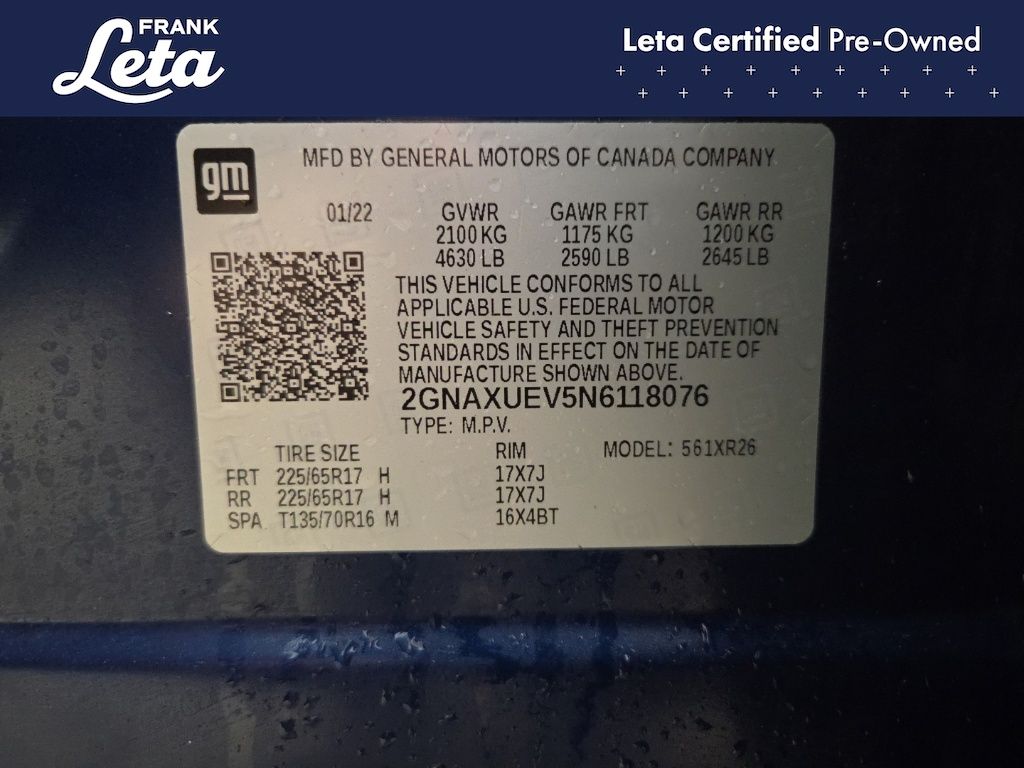 FRANK
Leta
Leta Certified Pre-Owned
gm
MFD BY GENERAL MOTORS OF CANADA COMPANY
01/22 GVWR GAWR FRT GAWR RR
2100 KG 1175 KG 1200 KG
4630 LB 2590 LB 2645 LB
THIS VEHICLE CONFORMS TO ALL
APPLICABLE U.S. FEDERAL MOTOR
VEHICLE SAFETY AND THEFT PREVENTION
STANDARDS IN EFFECT ON THE DATE OF
MANUFACTURE SHOWN ABOVE.
2GNAXUEV5N6118076
TYPE: M.P.V.
TIRE SIZE RIM MODEL: 561XR26
FRT 225/65R17 H 17X7J
RR 225/65R17 H 17X7J
SPA T135/70R16 M 16X4BT